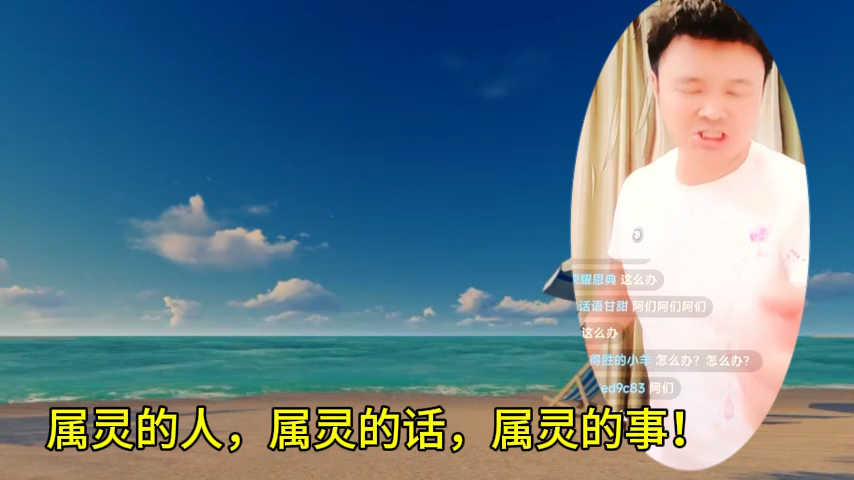 耀恩典 这么办
话语甘甜 阿们阿们阿们
这么办
得胜的小羊 怎么办？怎么办？
ed9c83 阿们
属灵的人，属灵的话，属灵的事！